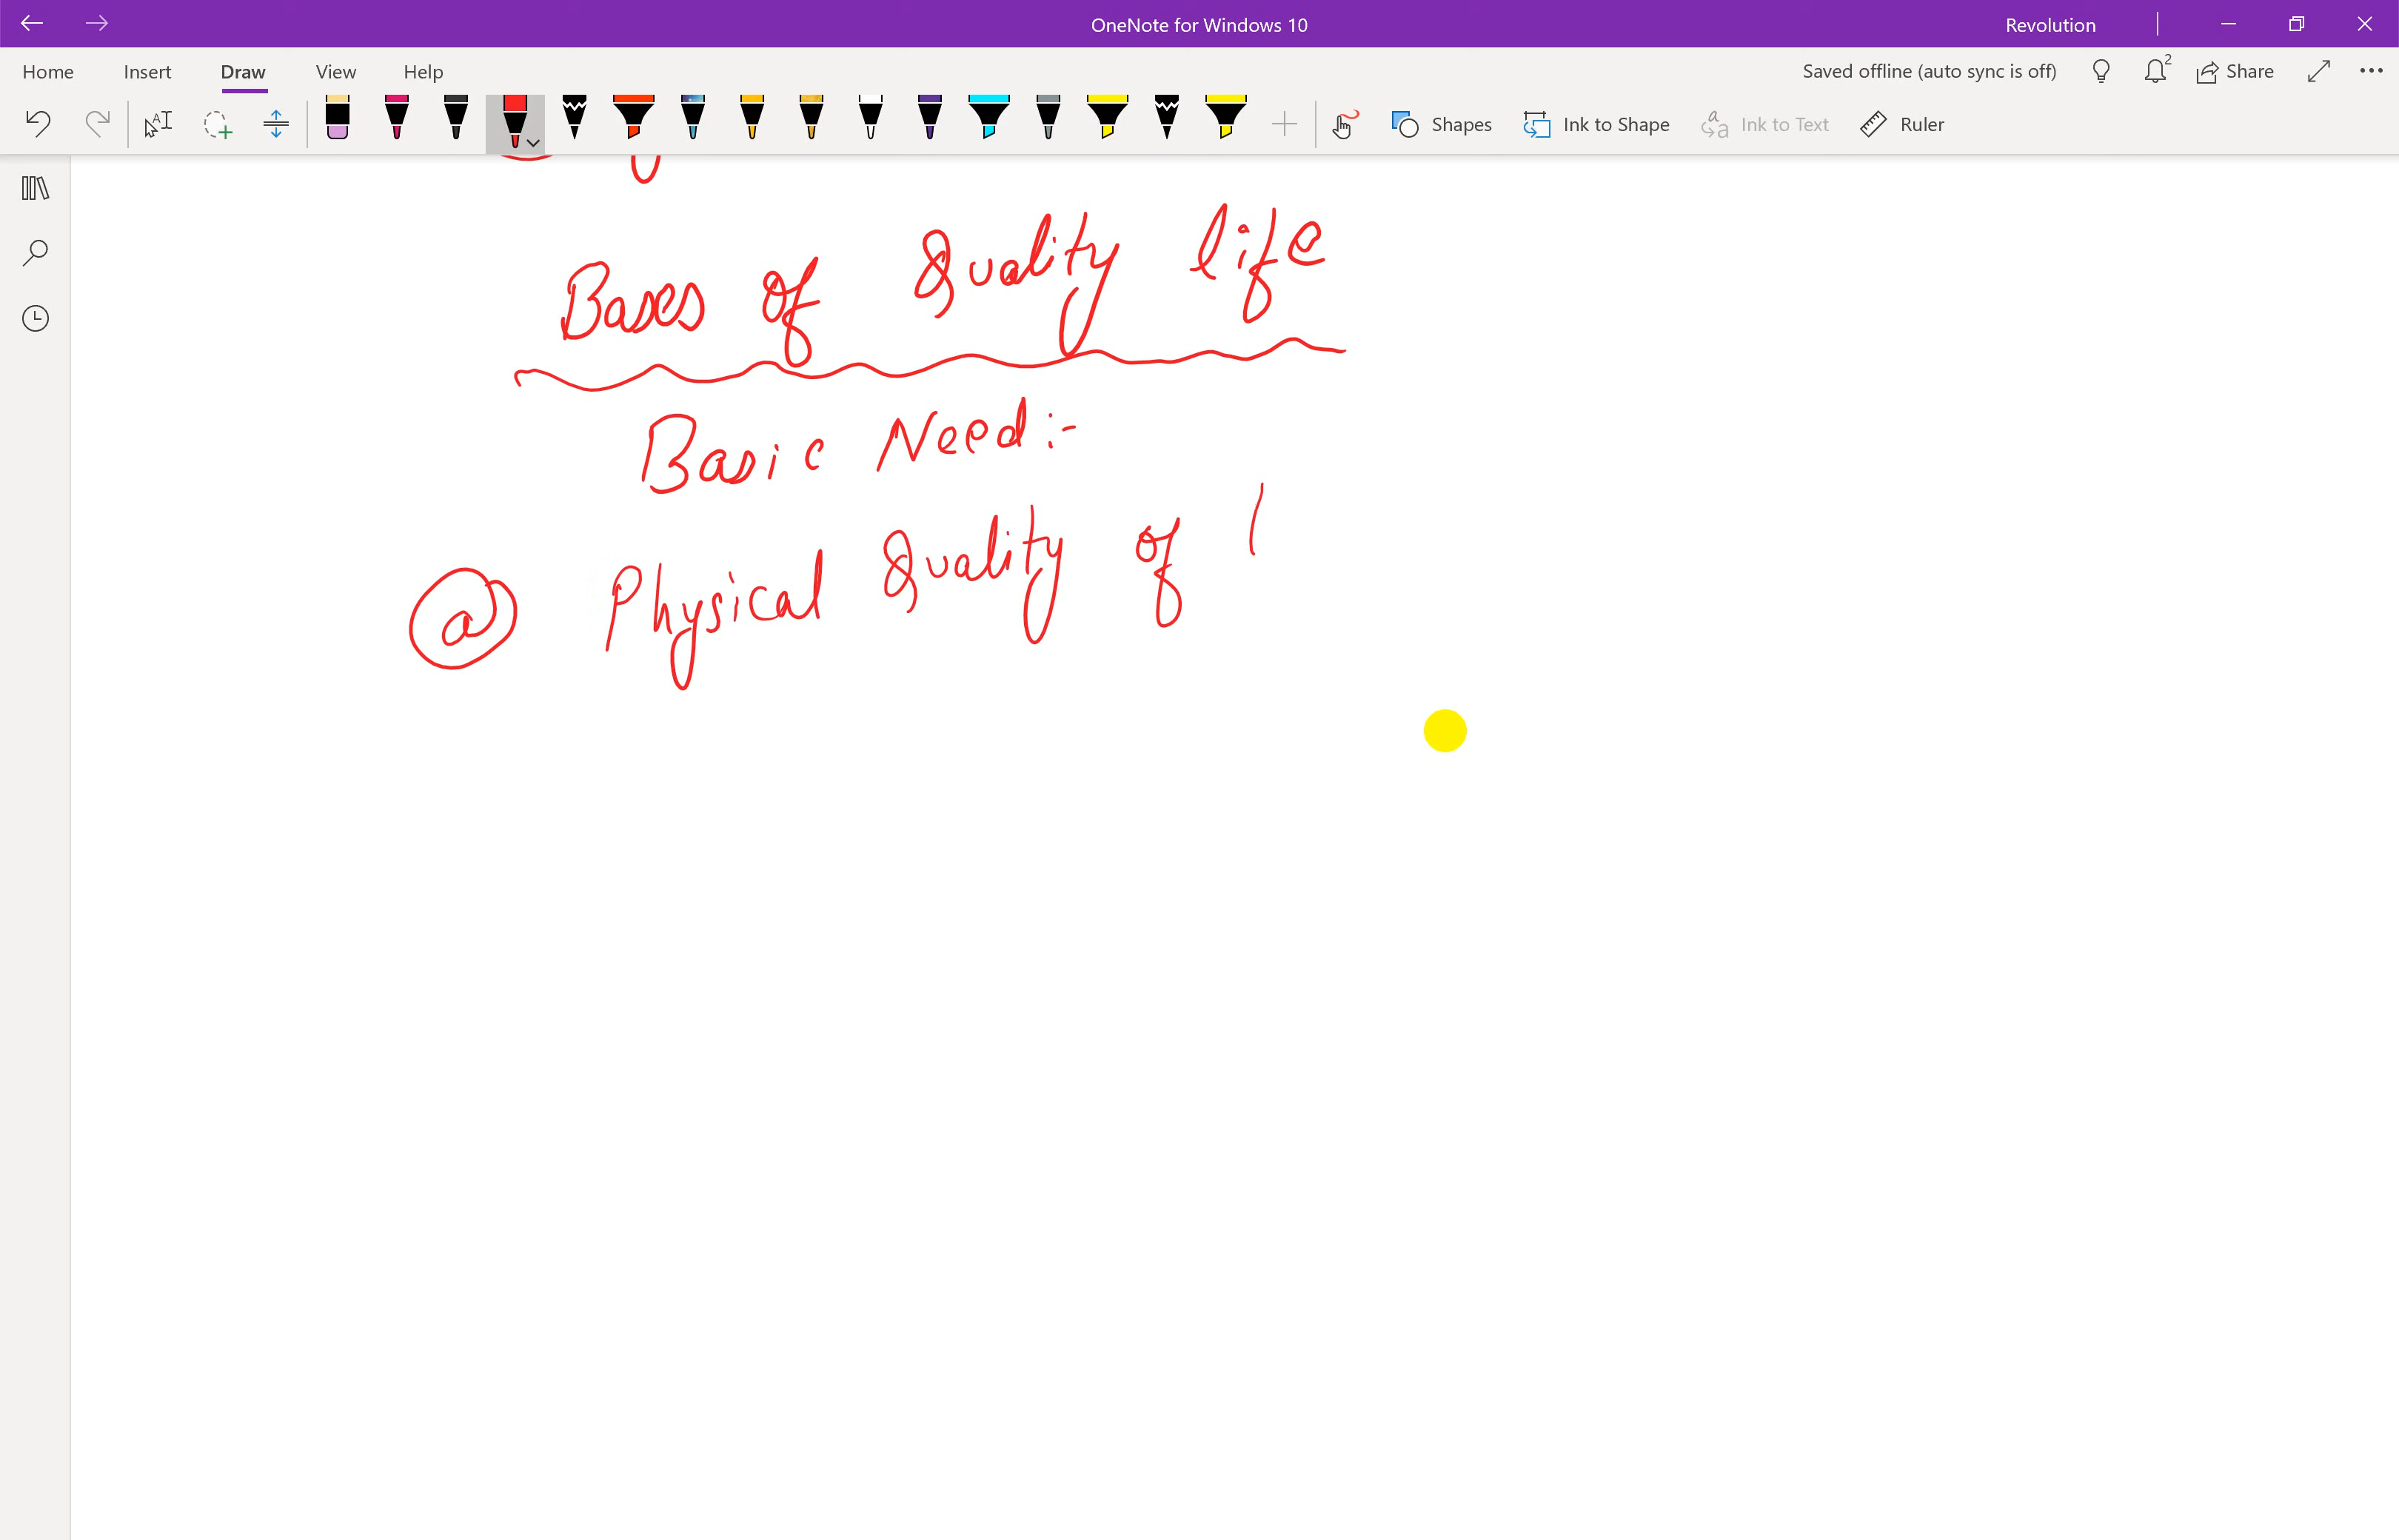 OneNote for Windows 10 Revolution
Home Insert Draw View Help Saved offline (auto sync is off) 2 Share
Shapes Ink to Shape Ink to Text Ruler
Bases of Quality life
Basic Need :-
a Physical Quality of l